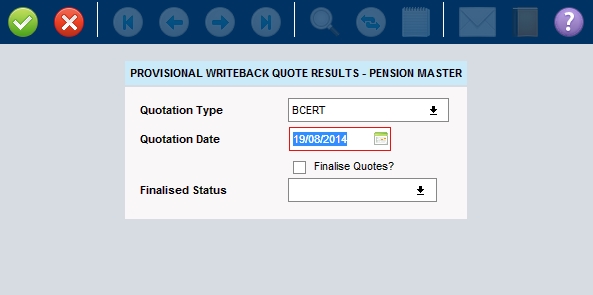 ?
PROVISIONAL WRITEBACK QUOTE RESULTS - PENSION MASTER
Quotation Type BCERT
Quotation Date 19/08/2014
Finalise Quotes?
Finalised Status